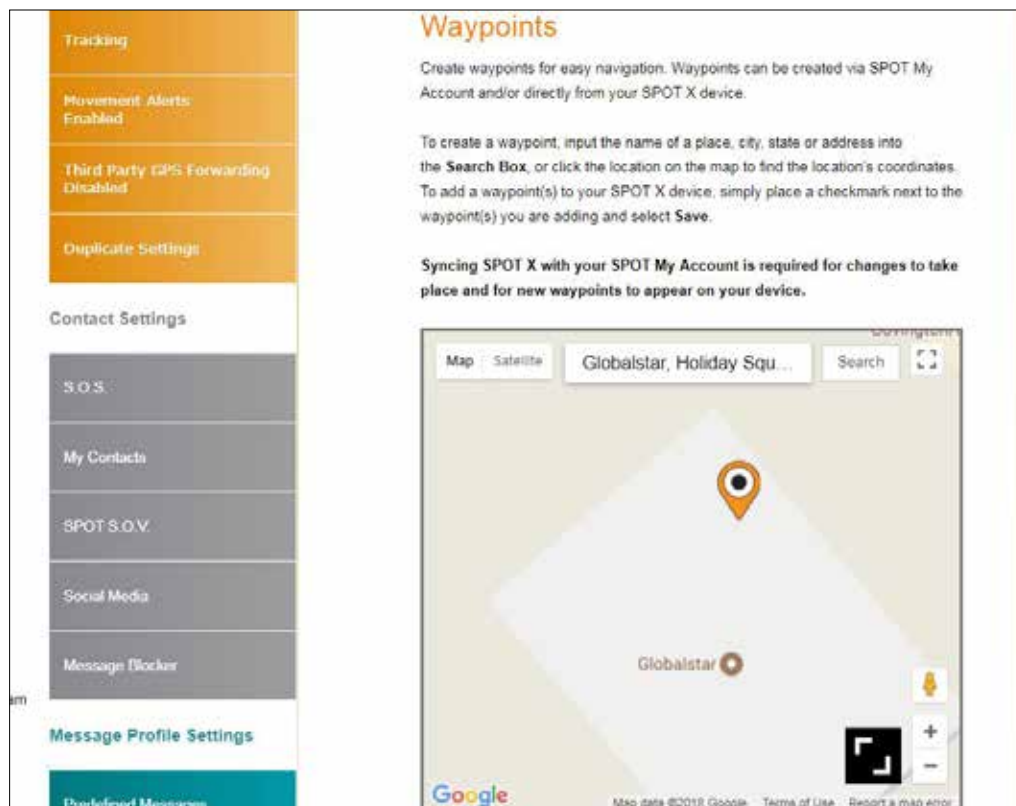 Tracking
Movement Alerts
Enabled
Third Party GPS Forwarding
Disabled
Duplicate Settings
Contact Settings
S.O.S.
My Contacts
SPOT S.O.V.
Social Media
Message Blocker
am
Message Profile Settings
Predefined Messages
Waypoints
Create waypoints for easy navigation. Waypoints can be created via SPOT My
Account and/or directly from your SPOT X device.
To create a waypoint, input the name of a place, city, state or address into
the Search Box, or click the location on the map to find the location's coordinates.
To add a waypoint(s) to your SPOT X device, simply place a checkmark next to the
waypoint(s) you are adding and select Save.
Syncing SPOT X with your SPOT My Account is required for changes to take
place and for new waypoints to appear on your device.
Map Satellite Globalstar, Holiday Squ... Search
Globalstar
Google
Map data ©2018 Google Terms of Use Report a map error